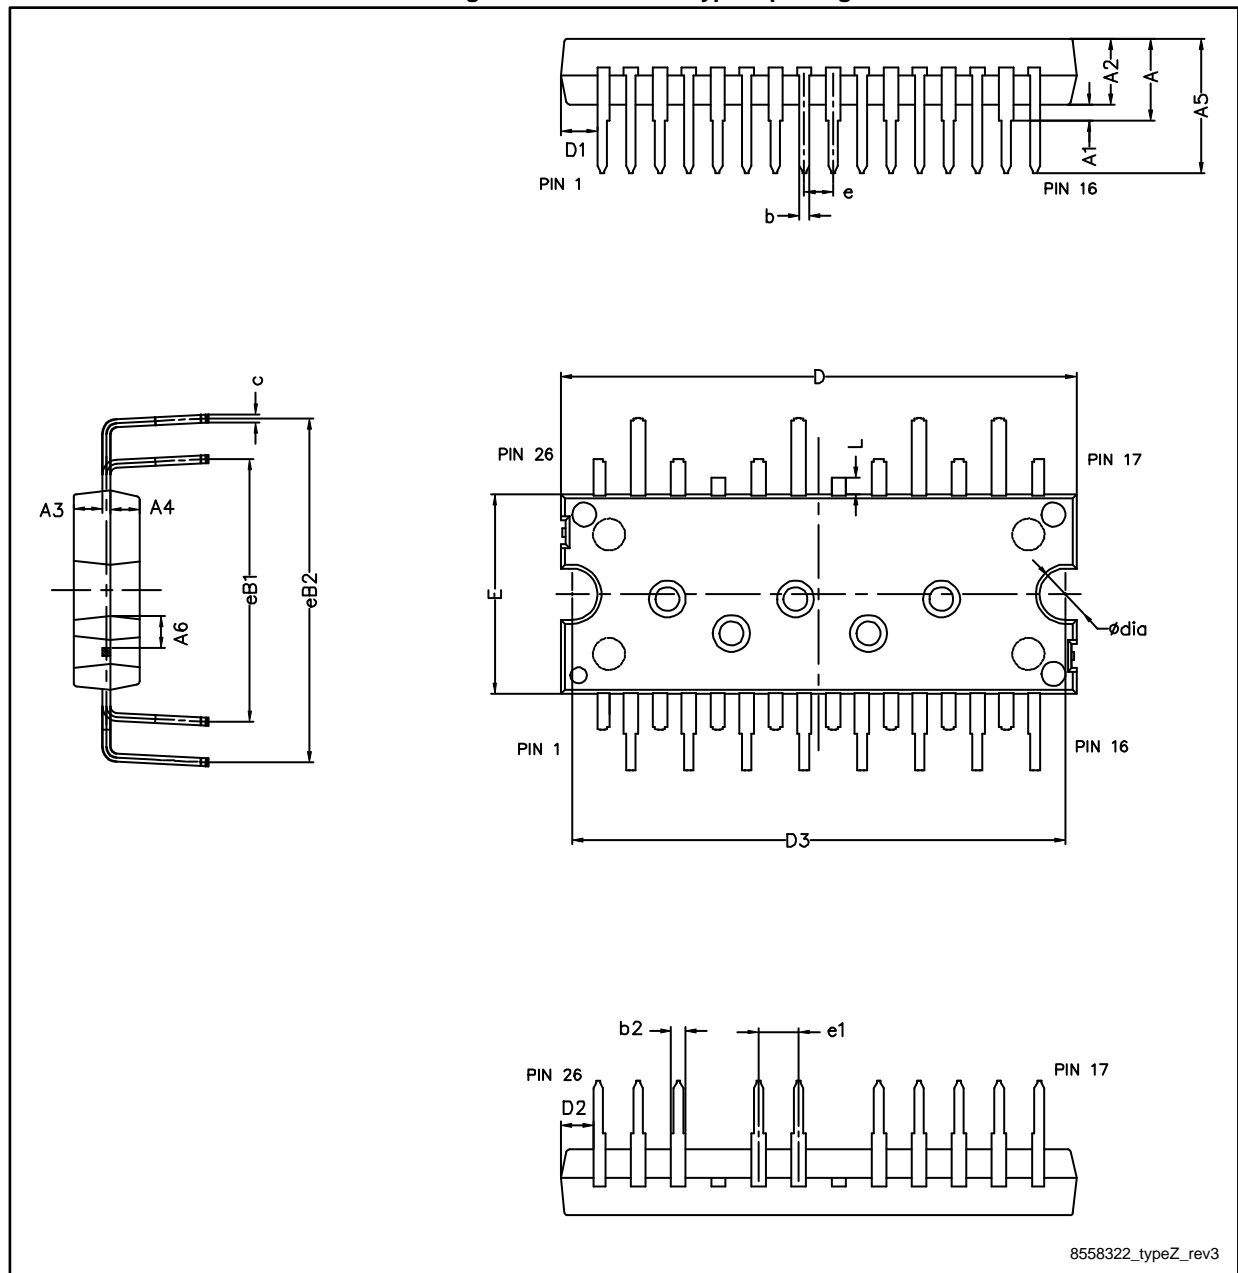 A2
A
A5
D1
A1
PIN 1
PIN 16
e
b
D
c
L
PIN 26
PIN 17
A3
A4
E
eB1
eB2
A6
Ødia
PIN 1
PIN 16
D3
b2
e1
PIN 26
PIN 17
D2
8558322_typeZ_rev3